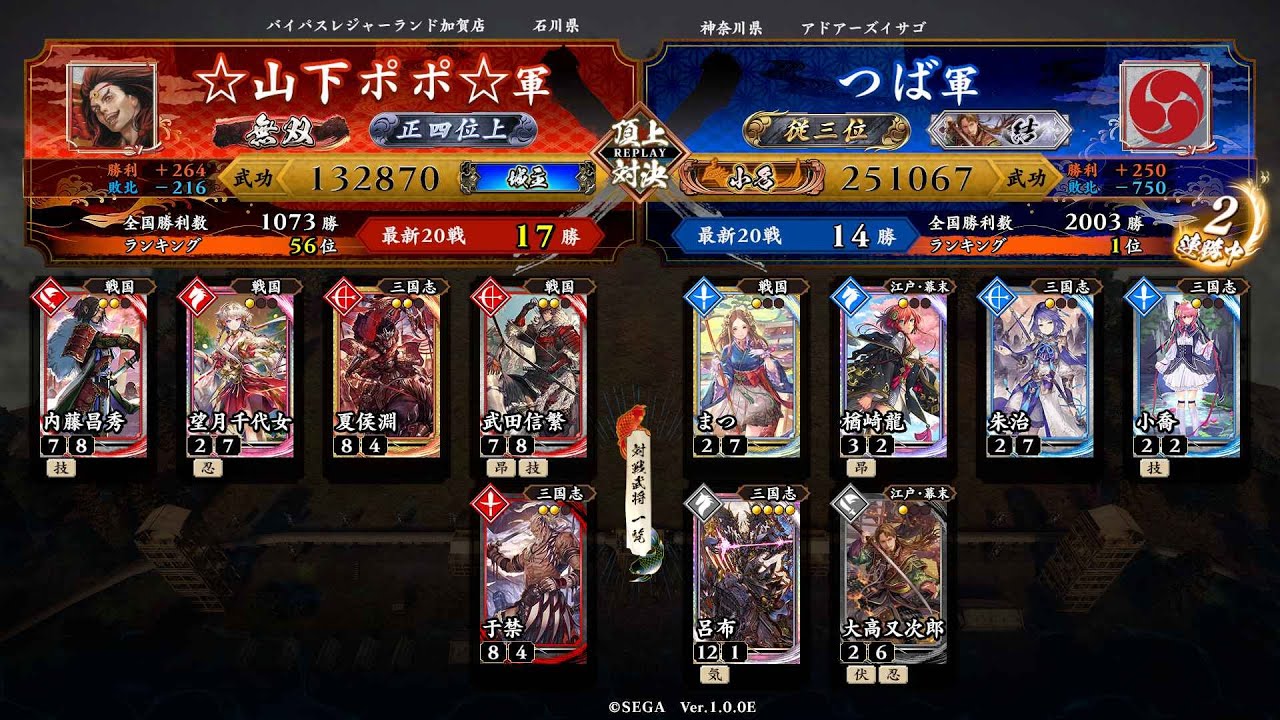 バイパスレジャーランド加賀店 石川県
神奈川県 アドアーズイサゴ
☆山下ポポ☆軍
無双 正四位上
勝利 +264
敗北 -216
武功 132870 城主
全国勝利数 1073勝
ランキング 56位
最新20戦 17勝
頂上
REPLAY
対決
つば軍
従三位 結
小名 251067 武功
勝利 +250
敗北 -750
最新20戦 14勝
全国勝利数 2003勝
ランキング 1位
2
連勝中
戦国
内藤昌秀
7 8
技
戦国
望月千代女
2 7
忍
三国志
夏侯淵
8 4
戦国
武田信繁
7 8
昂 技
三国志
于禁
8 4
対戦武将一覧
戦国
まつ
2 7
江戸・幕末
楢崎龍
3 2
昂
三国志
朱治
2 7
三国志
小喬
2 2
技
三国志
呂布
12 1
気
江戸・幕末
大高又次郎
2 6
伏 忍
©SEGA Ver.1.0.0E